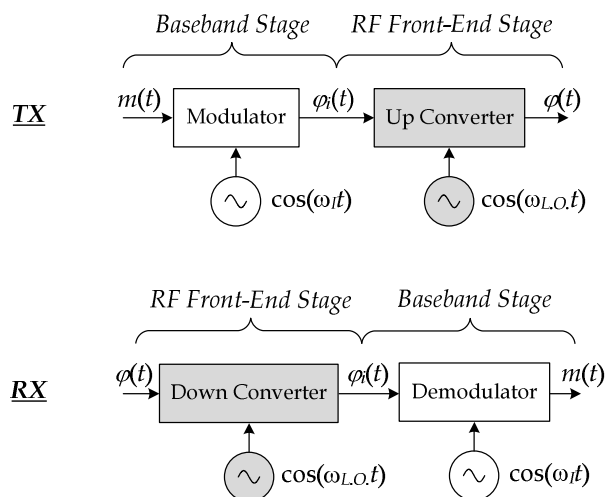 Baseband Stage RF Front-End Stage
TX m(t) Modulator φi(t) Up Converter φ(t)
cos(ωIt) cos(ωL.O.t)
RF Front-End Stage Baseband Stage
RX φ(t) Down Converter φi(t) Demodulator m(t)
cos(ωL.O.t) cos(ωIt)